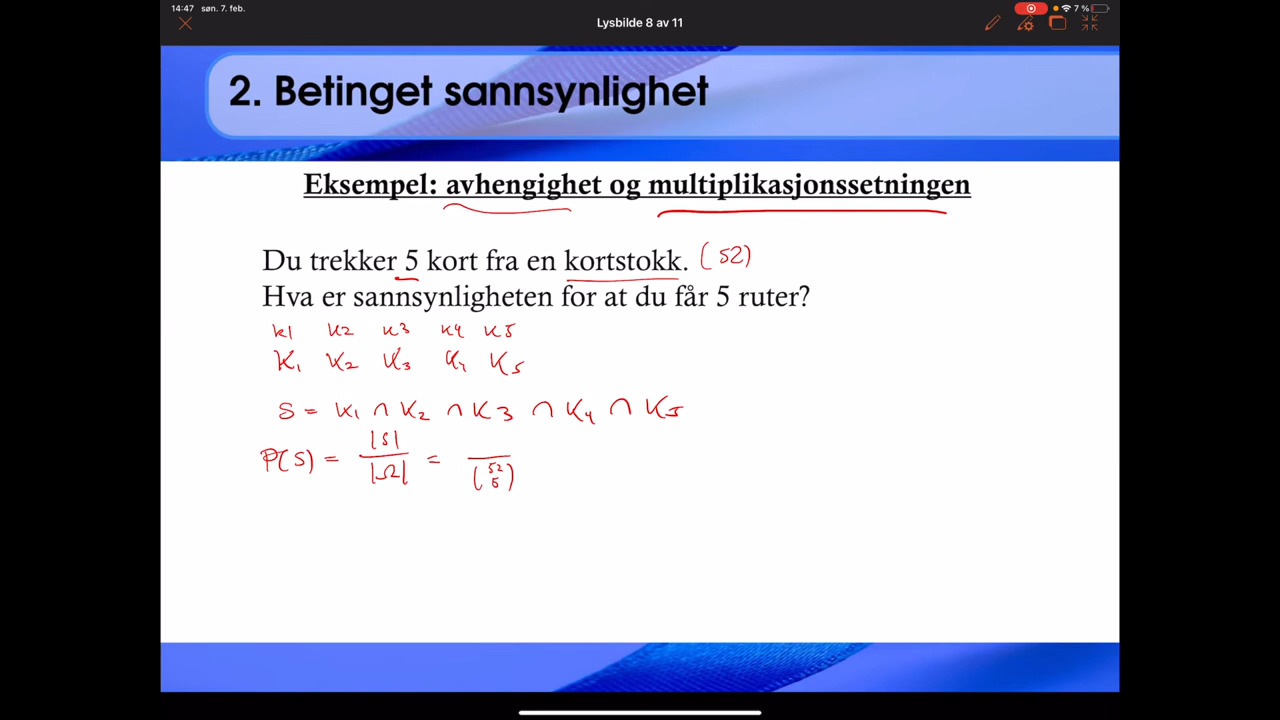 14:47 søn. 7. feb.
7 %
Lysbilde 8 av 11
2. Betinget sannsynlighet
Eksempel: avhengighet og multiplikasjonssetningen
Du trekker 5 kort fra en kortstokk. (52)
Hva er sannsynligheten for at du får 5 ruter?
k1 k2 k3 k4 k5
K₁ K₂ K₃ K₄ K₅
S = K₁ ∩ K₂ ∩ K3 ∩ K₄ ∩ K5
P(S) = |S| / |Ω| = / (52 5)